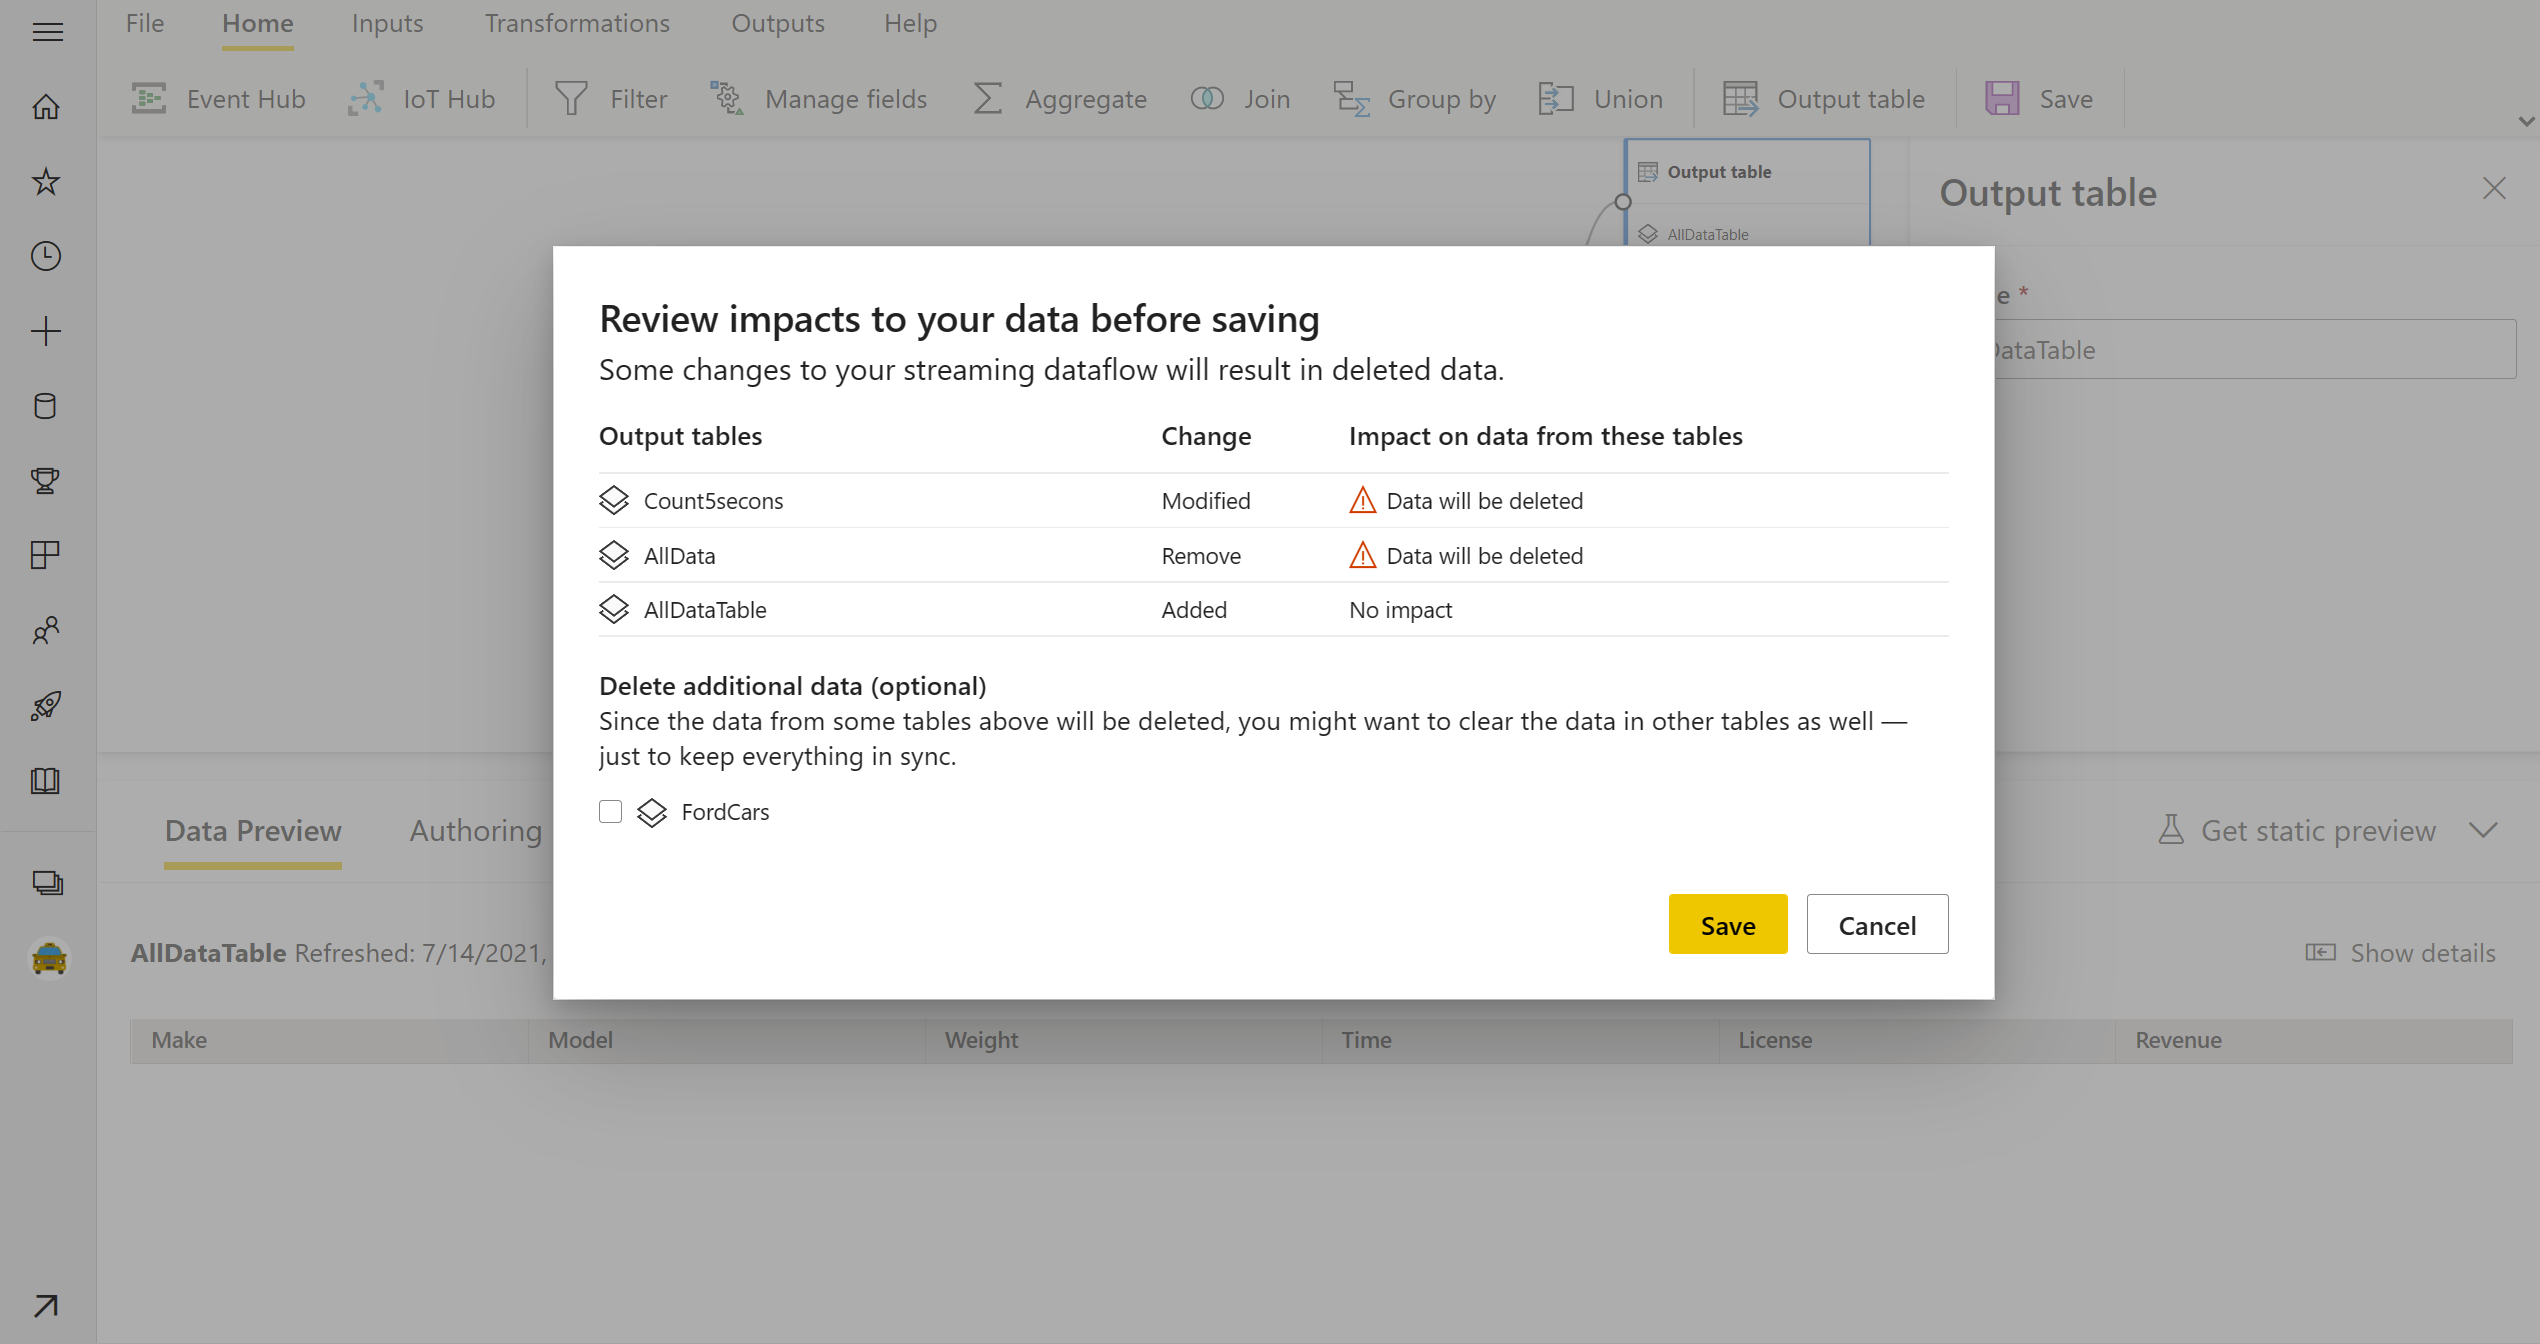 File Home Inputs Transformations Outputs Help
Event Hub IoT Hub Filter Manage fields Aggregate Join Group by Union Output table Save
Output table
AllDataTable
Output table
e *
DataTable
Review impacts to your data before saving
Some changes to your streaming dataflow will result in deleted data.
Output tables Change Impact on data from these tables
Count5secons Modified Data will be deleted
AllData Remove Data will be deleted
AllDataTable Added No impact
Delete additional data (optional)
Since the data from some tables above will be deleted, you might want to clear the data in other tables as well —
just to keep everything in sync.
FordCars
Save Cancel
Data Preview Authoring Get static preview
AllDataTable Refreshed: 7/14/2021, Show details
Make Model Weight Time License Revenue